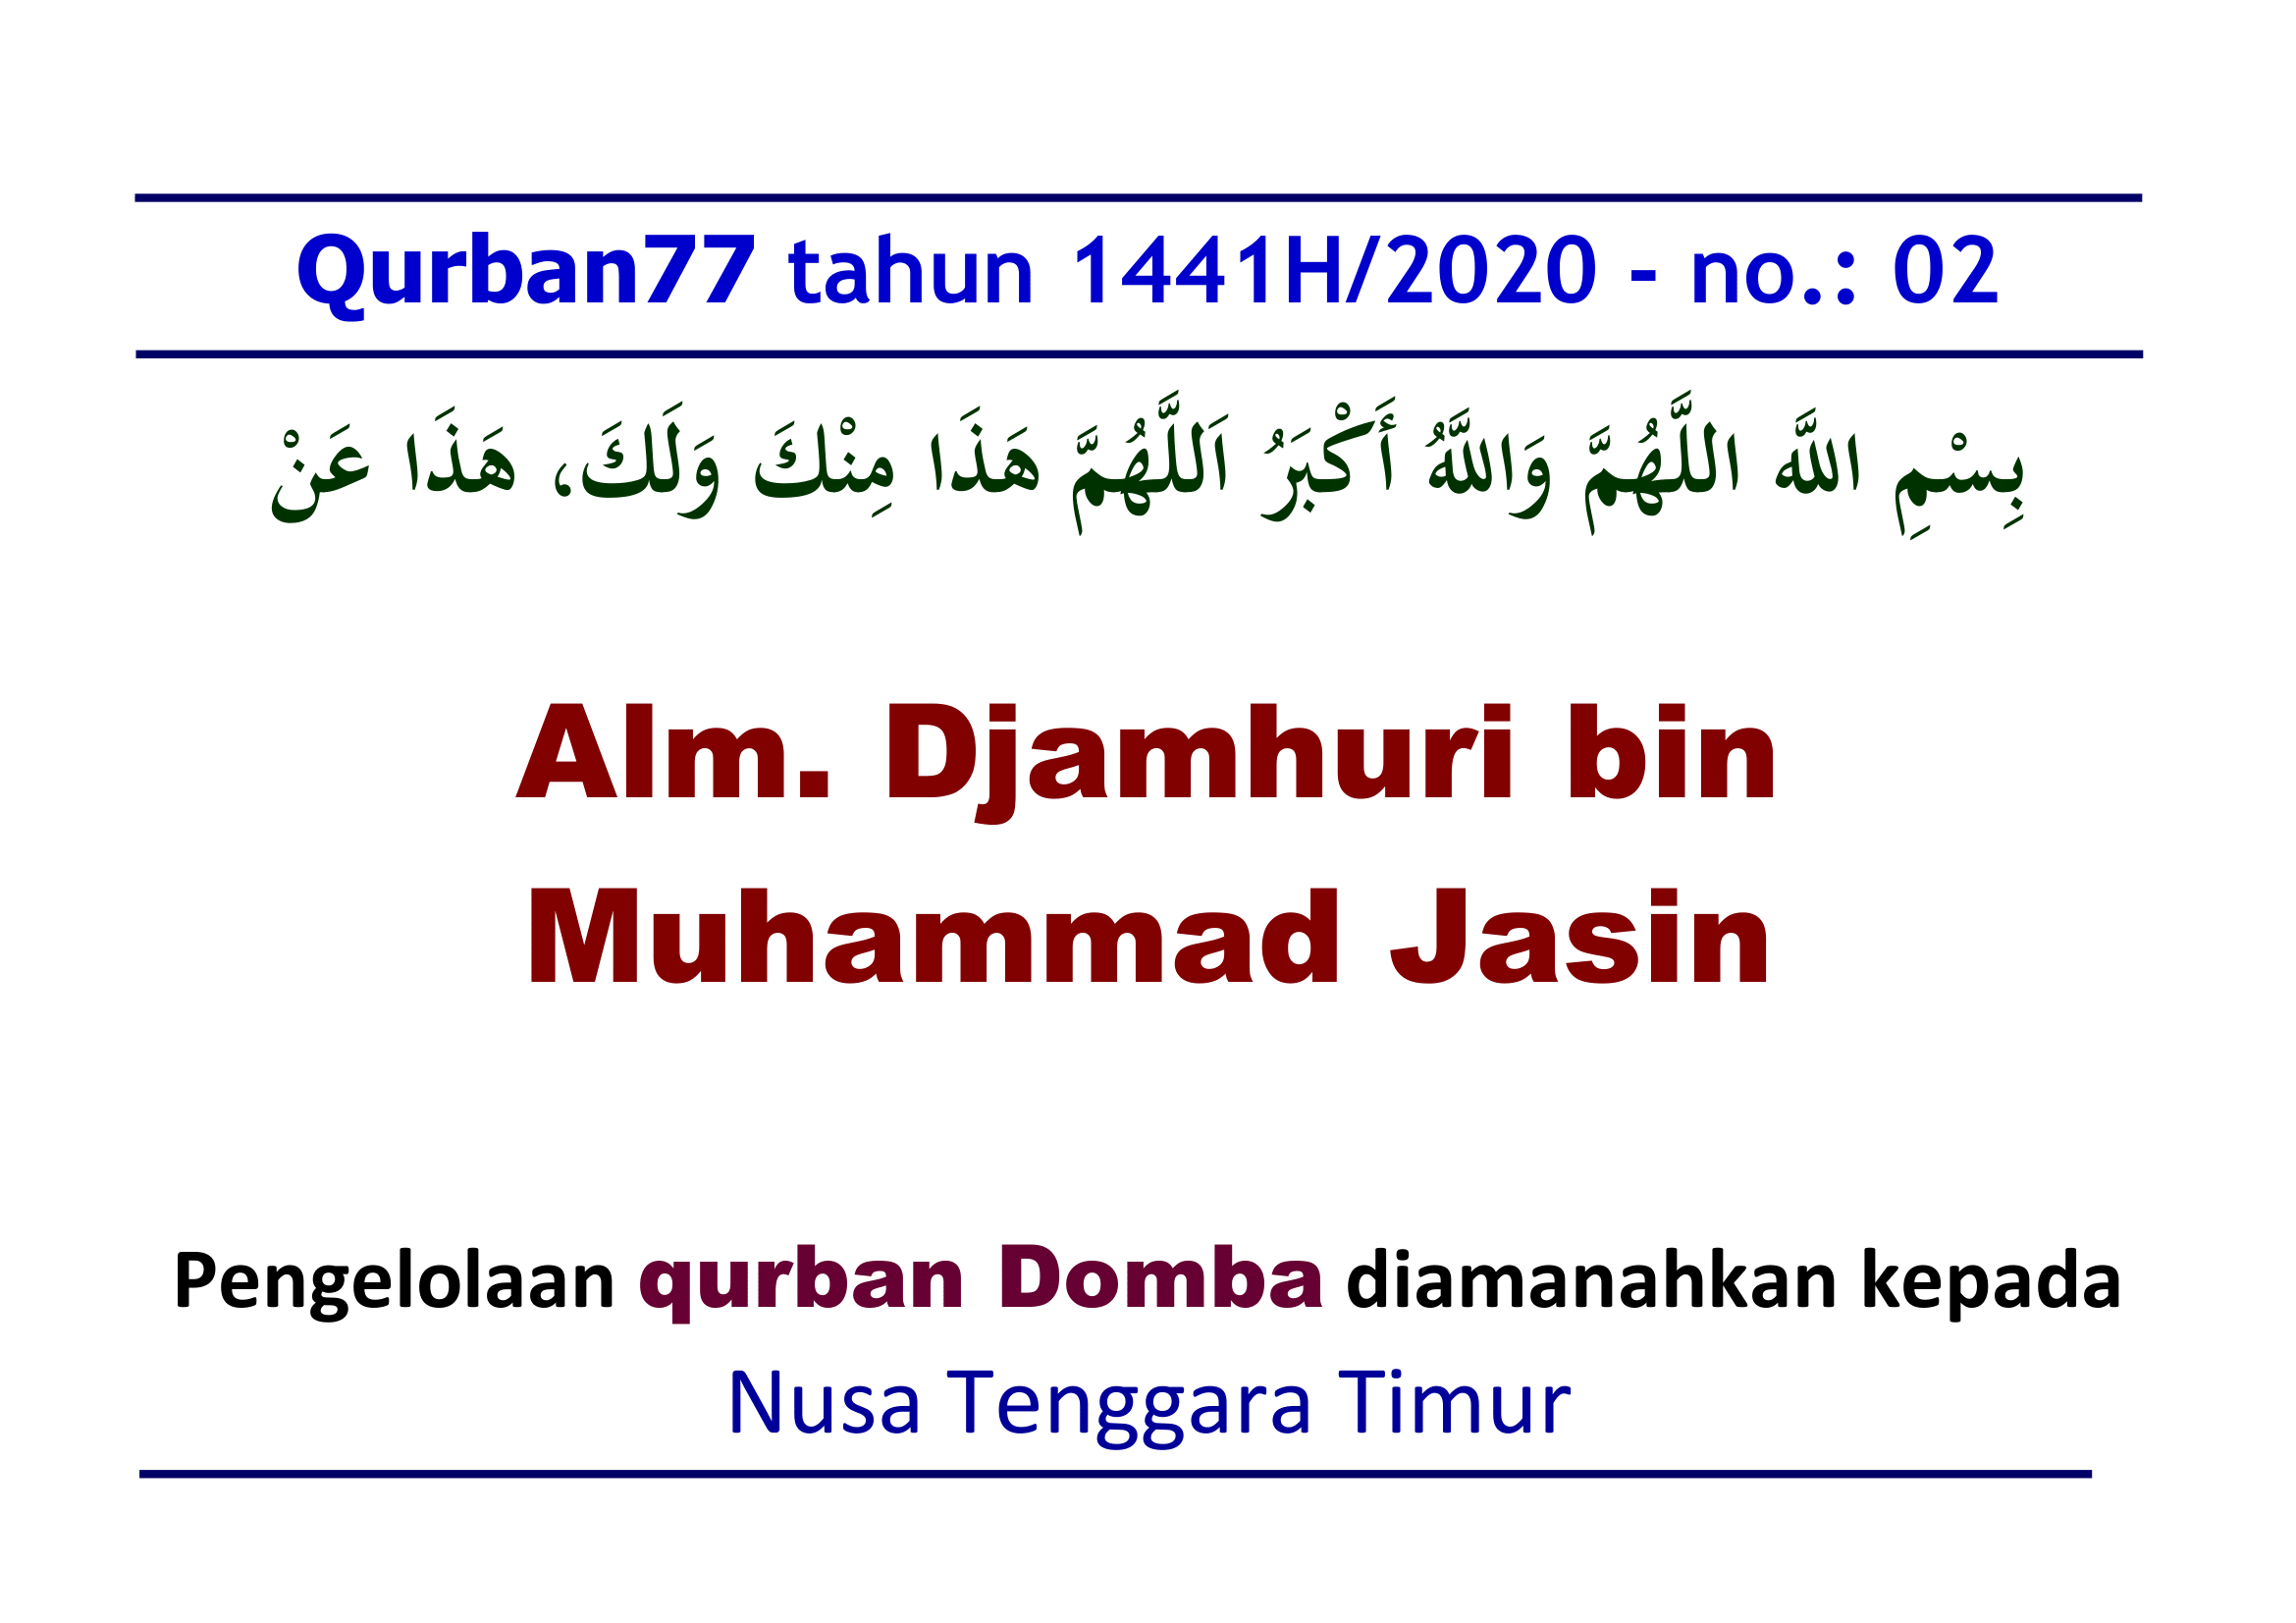 Qurban77 tahun 1441H/2020 - no.: 02
بِسْمِ اللَّه اَللَّهُمَّ وَاللَّهُ أَكْبَرُ اَللَّهُمَّ هَذَا مِنْكَ وَلَكَ، هَذَا عَنْ
Alm. Djamhuri bin
Muhammad Jasin
Pengelolaan qurban Domba diamanahkan kepada
Nusa Tenggara Timur